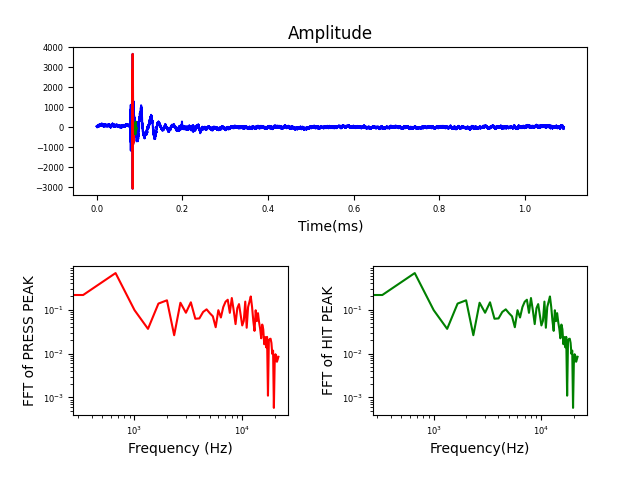 Amplitude
4000
3000
2000
1000
0
−1000
−2000
−3000
0.0 0.2 0.4 0.6 0.8 1.0
Time(ms)
FFT of PRESS PEAK
10⁻¹
10⁻²
10⁻³
10³ 10⁴
Frequency (Hz)
FFT of HIT PEAK
10⁻¹
10⁻²
10⁻³
10³ 10⁴
Frequency(Hz)